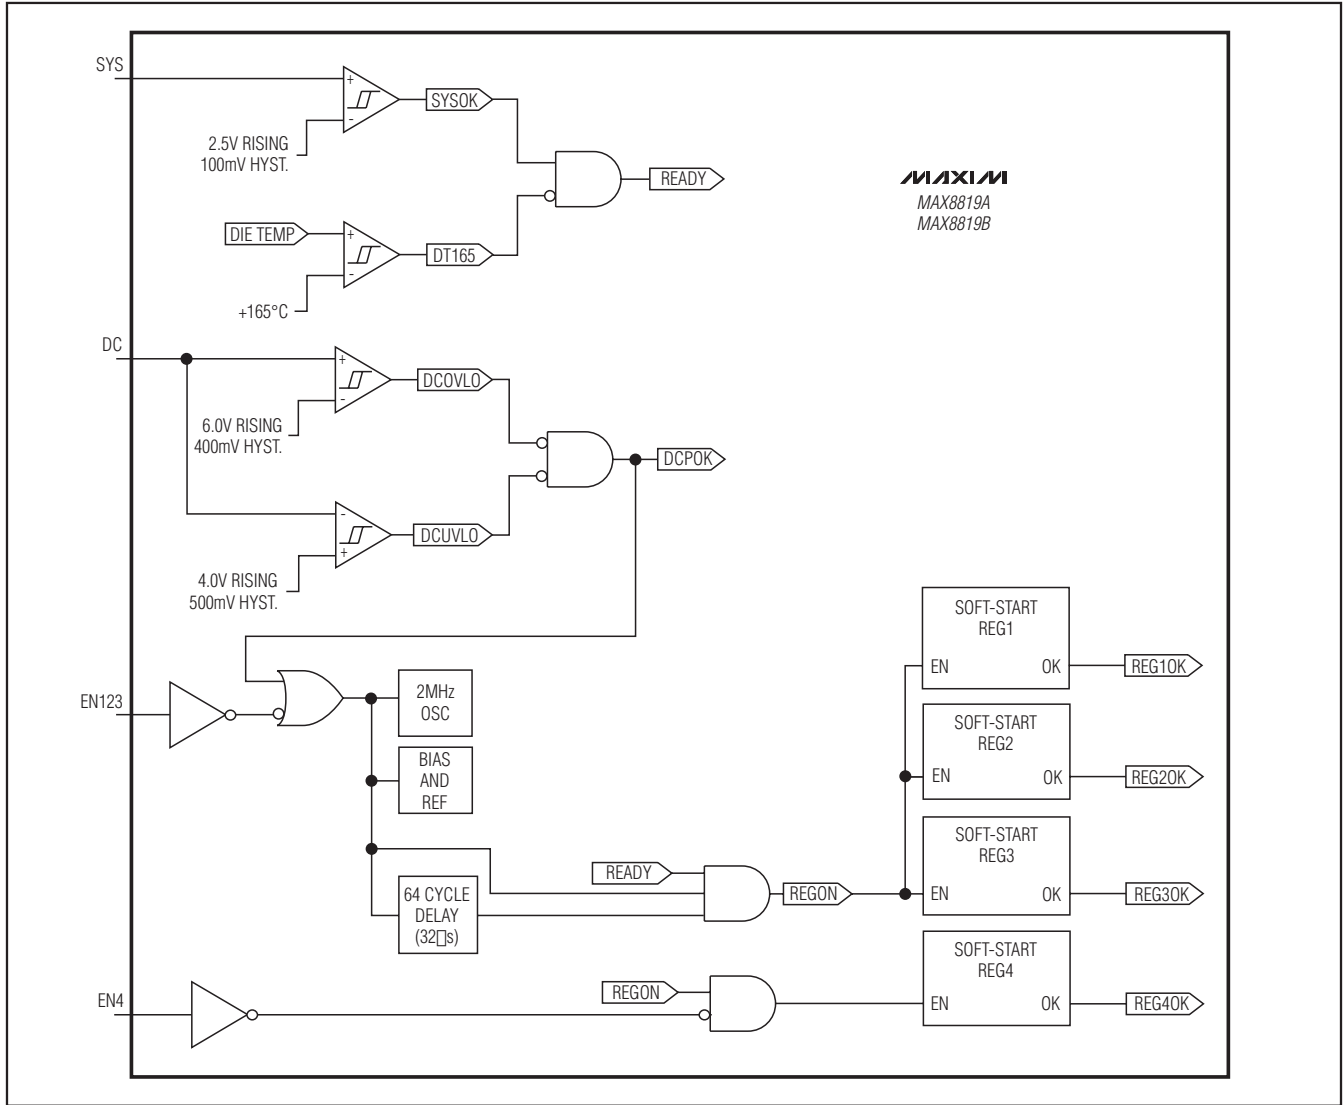 SYS
+
SYSOK
-
2.5V RISING
100mV HYST.
READY
MAXIM
MAX8819A
MAX8819B
DIE TEMP
+
DT165
-
+165°C
DC
+
DCOVLO
-
6.0V RISING
400mV HYST.
DCPOK
-
DCUVLO
+
4.0V RISING
500mV HYST.
SOFT-START
REG1
EN
OK
REG1OK
EN123
2MHz
OSC
SOFT-START
REG2
EN
OK
REG2OK
BIAS
AND
REF
SOFT-START
REG3
EN
OK
REG3OK
READY
REGON
64 CYCLE
DELAY
(32▯s)
SOFT-START
REG4
EN
OK
REG4OK
REGON
EN4